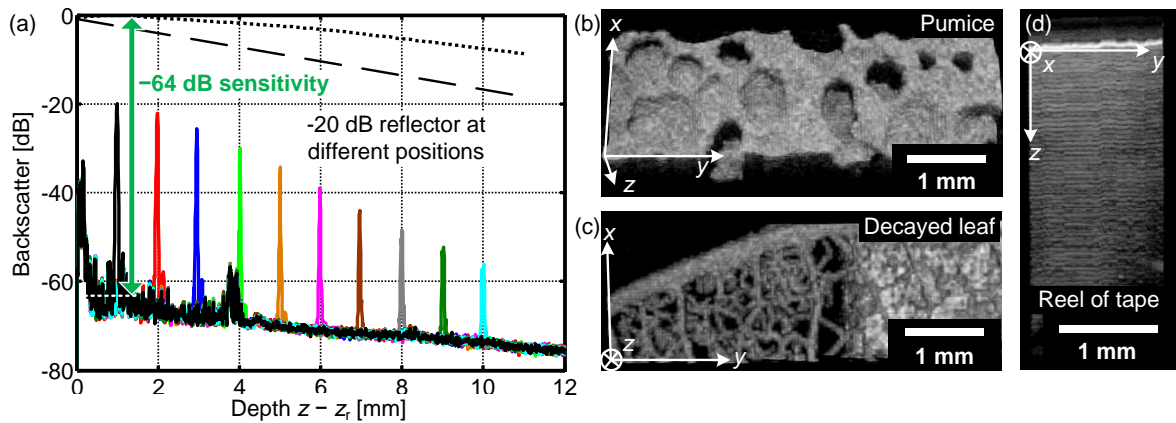 (a)
0
-20
-40
-60
-80
Backscatter [dB]
−64 dB sensitivity
-20 dB reflector at
different positions
0 2 4 6 8 10 12
Depth z − zr [mm]
(b)
x
Pumice
y
z
1 mm
(c)
x
Decayed leaf
z
y
1 mm
(d)
x
y
z
Reel of tape
1 mm